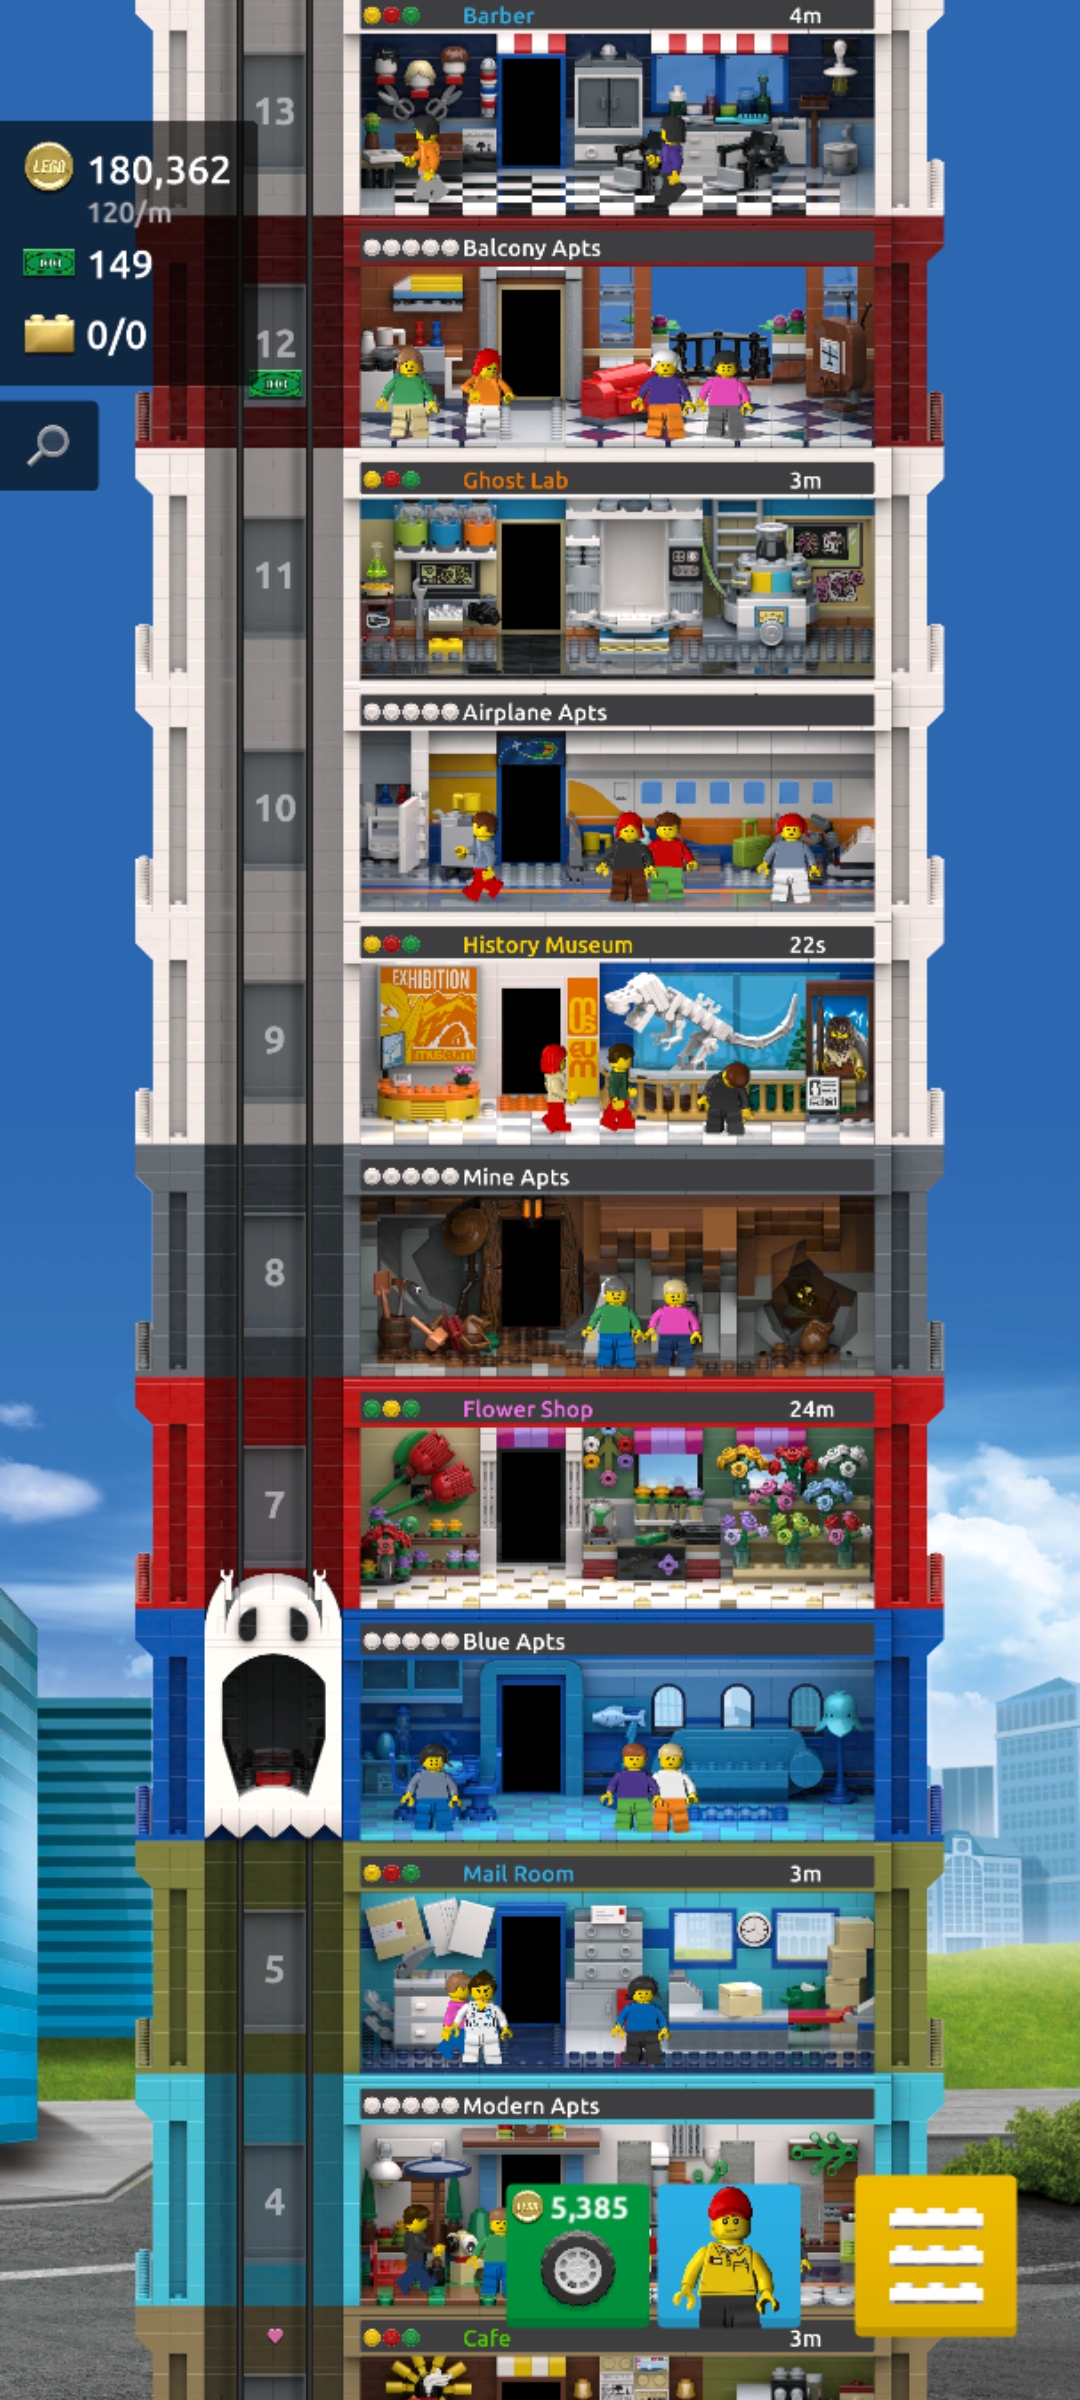 Barber 4m
13
LEGO 180,362
120/m
149
0/0
Balcony Apts
12
Ghost Lab 3m
11
Airplane Apts
10
History Museum 22s
EXHIBITION
museum
museum
9
Mine Apts
8
Flower Shop 24m
7
Blue Apts
Mail Room 3m
5
Modern Apts
4
5,385
Cafe 3m